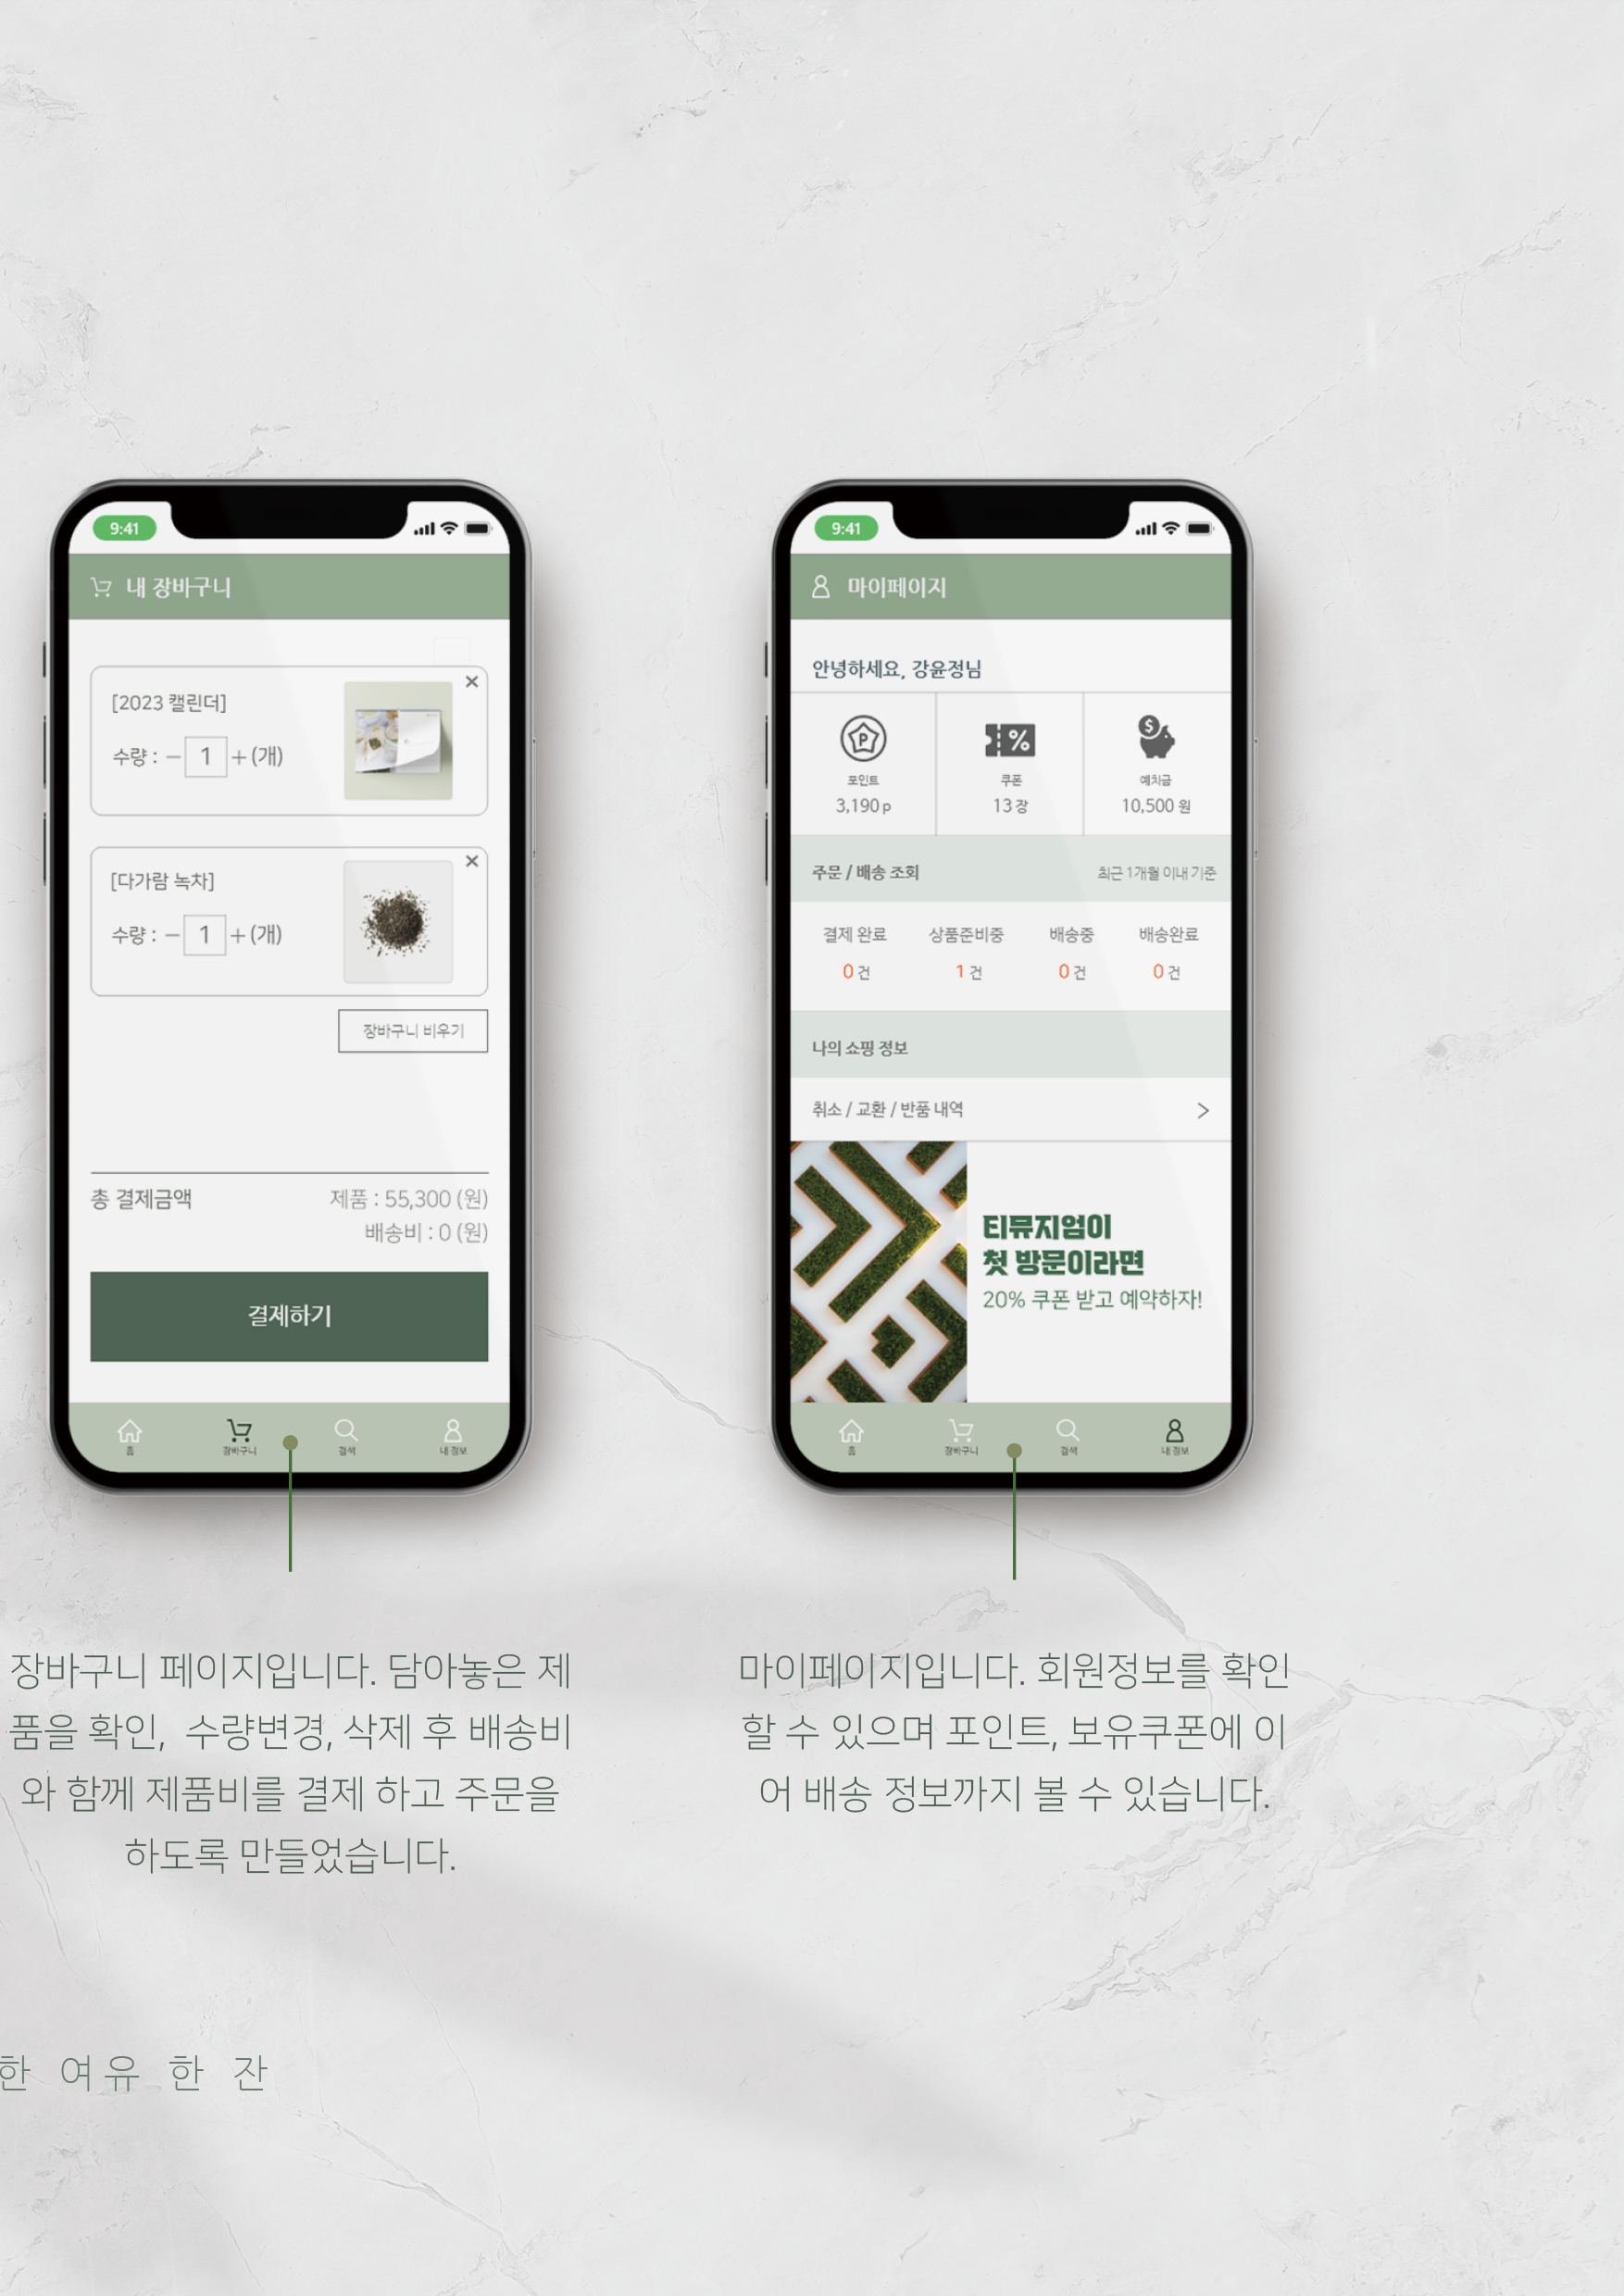 9:41
내 장바구니
[2023 캘린더]
수량 : − 1 + (개)
[다가람 녹차]
수량 : − 1 + (개)
장바구니 비우기
총 결제금액 제품 : 55,300 (원)
배송비 : 0 (원)
결제하기
홈 장바구니 검색 내 정보
장바구니 페이지입니다. 담아놓은 제
품을 확인, 수량변경, 삭제 후 배송비
와 함께 제품비를 결제 하고 주문을
하도록 만들었습니다.
9:41
마이페이지
안녕하세요, 강윤정님
포인트 쿠폰 예치금
3,190 p 13 장 10,500 원
주문 / 배송 조회 최근 1개월 이내 기준
결제 완료 상품준비중 배송중 배송완료
0 건 1 건 0 건 0 건
나의 쇼핑 정보
취소 / 교환 / 반품 내역 >
티뮤지엄이
첫 방문이라면
20% 쿠폰 받고 예약하자!
홈 장바구니 검색 내 정보
마이페이지입니다. 회원정보를 확인
할 수 있으며 포인트, 보유쿠폰에 이
어 배송 정보까지 볼 수 있습니다.
한 여유 한 잔